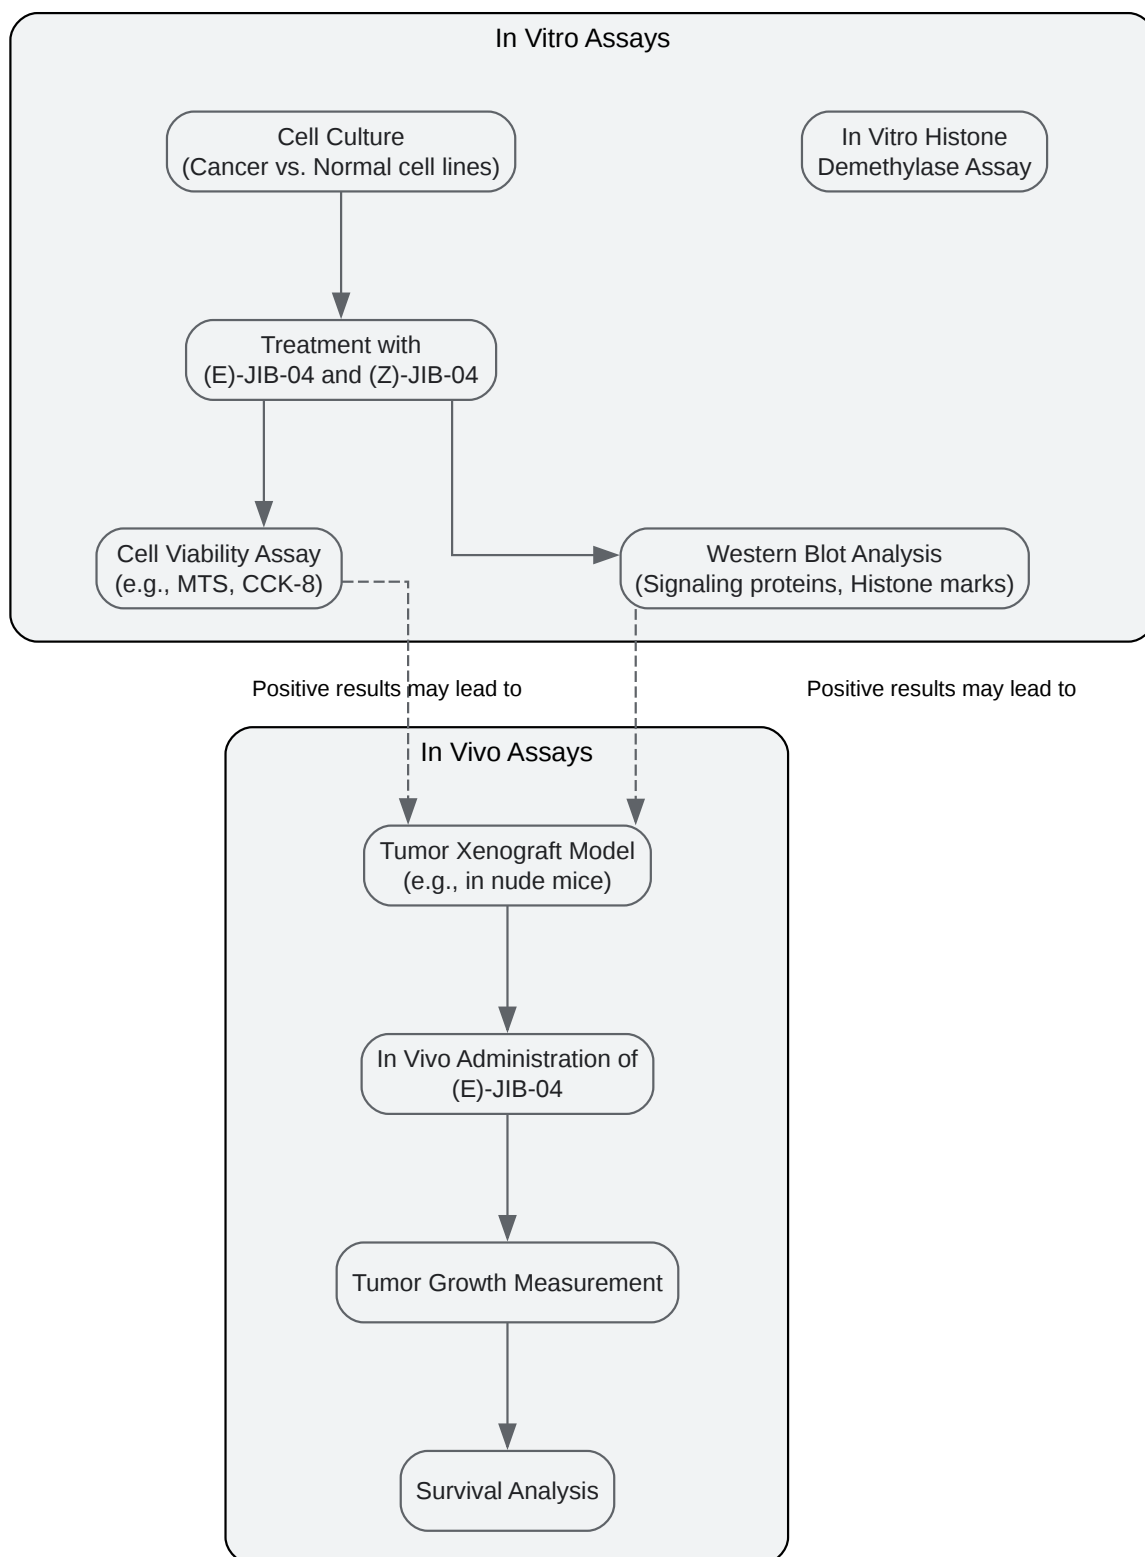 In Vitro Assays
Cell Culture
(Cancer vs. Normal cell lines)
In Vitro Histone
Demethylase Assay
Treatment with
(E)-JIB-04 and (Z)-JIB-04
Cell Viability Assay
(e.g., MTS, CCK-8)
Western Blot Analysis
(Signaling proteins, Histone marks)
Positive results may lead to
Positive results may lead to
In Vivo Assays
Tumor Xenograft Model
(e.g., in nude mice)
In Vivo Administration of
(E)-JIB-04
Tumor Growth Measurement
Survival Analysis